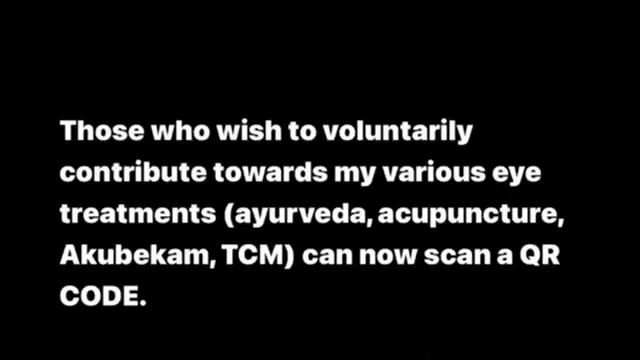 Those who wish to voluntarily
contribute towards my various eye
treatments (ayurveda, acupuncture,
Akubekam, TCM) can now scan a QR
CODE.